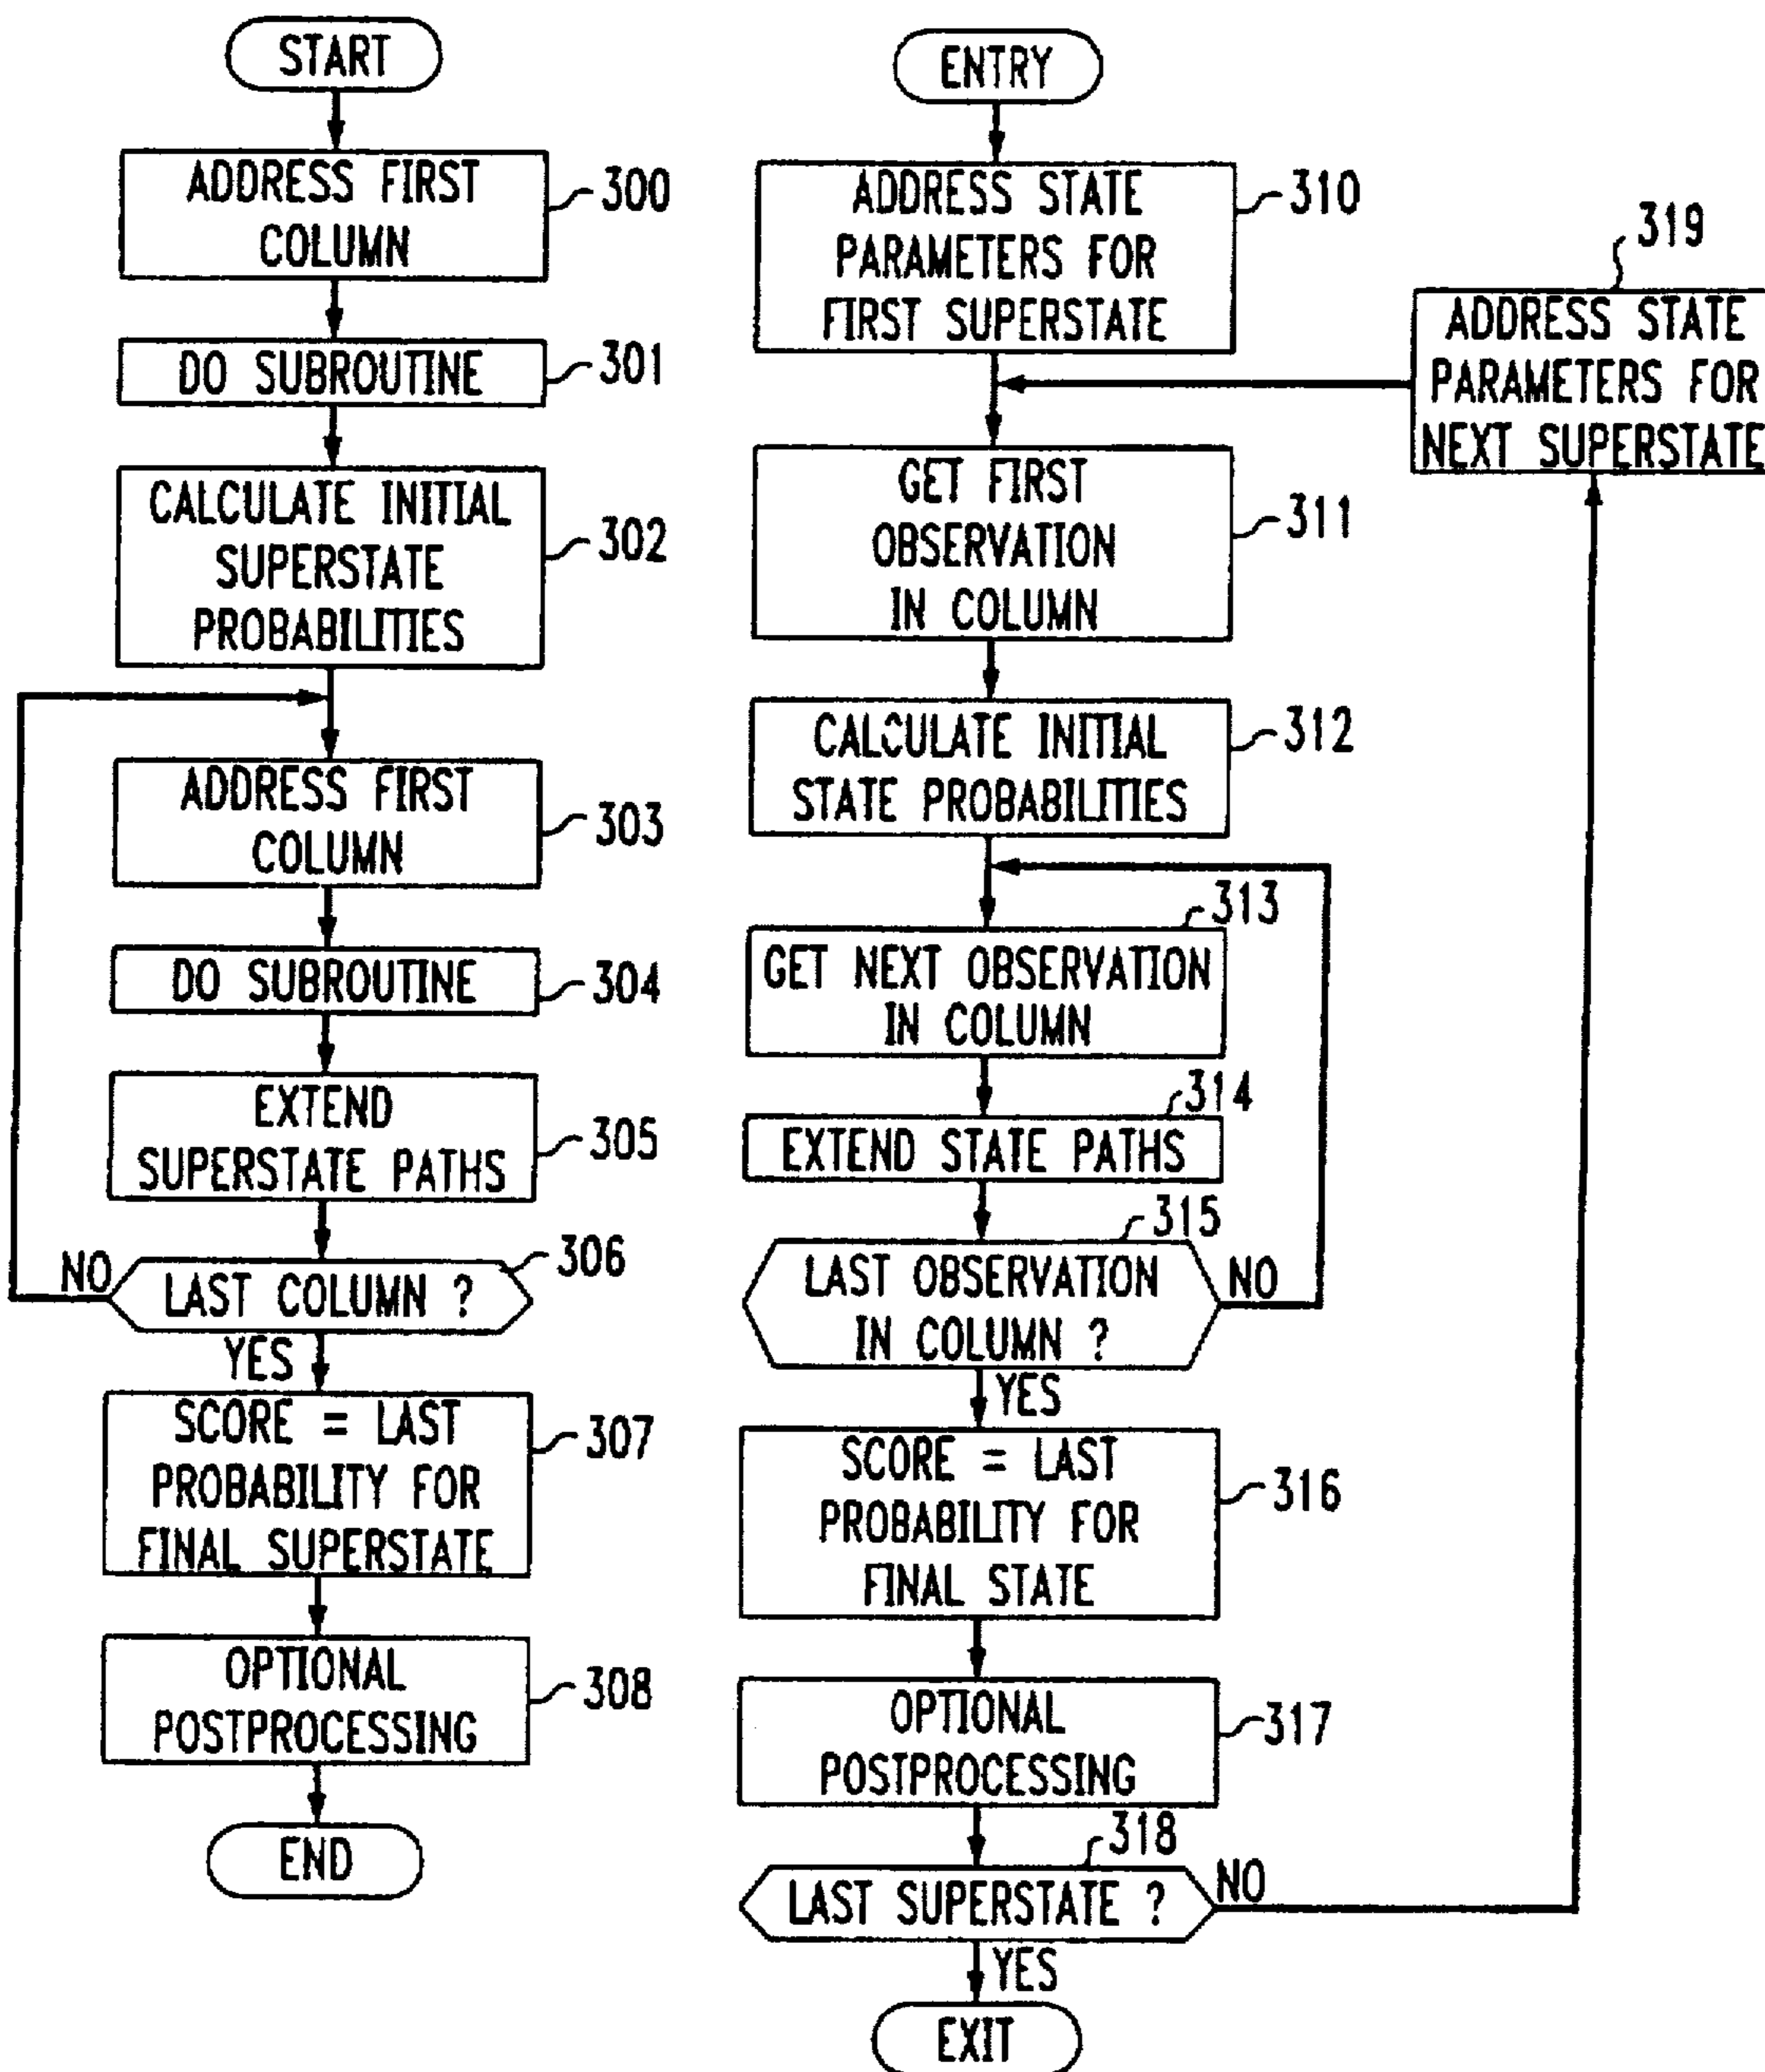 START
ADDRESS FIRST
COLUMN
300
DO SUBROUTINE
301
CALCULATE INITIAL
SUPERSTATE
PROBABILITIES
302
ADDRESS FIRST
COLUMN
303
DO SUBROUTINE
304
EXTEND
SUPERSTATE PATHS
305
LAST COLUMN ?
306
NO
YES
SCORE = LAST
PROBABILITY FOR
FINAL SUPERSTATE
307
OPTIONAL
POSTPROCESSING
308
END
ENTRY
ADDRESS STATE
PARAMETERS FOR
FIRST SUPERSTATE
310
GET FIRST
OBSERVATION
IN COLUMN
311
CALCULATE INITIAL
STATE PROBABILITIES
312
313
GET NEXT OBSERVATION
IN COLUMN
314
EXTEND STATE PATHS
315
LAST OBSERVATION
IN COLUMN ?
NO
YES
SCORE = LAST
PROBABILITY FOR
FINAL STATE
316
OPTIONAL
POSTPROCESSING
317
318
LAST SUPERSTATE ?
NO
YES
EXIT
319
ADDRESS STATE
PARAMETERS FOR
NEXT SUPERSTATE